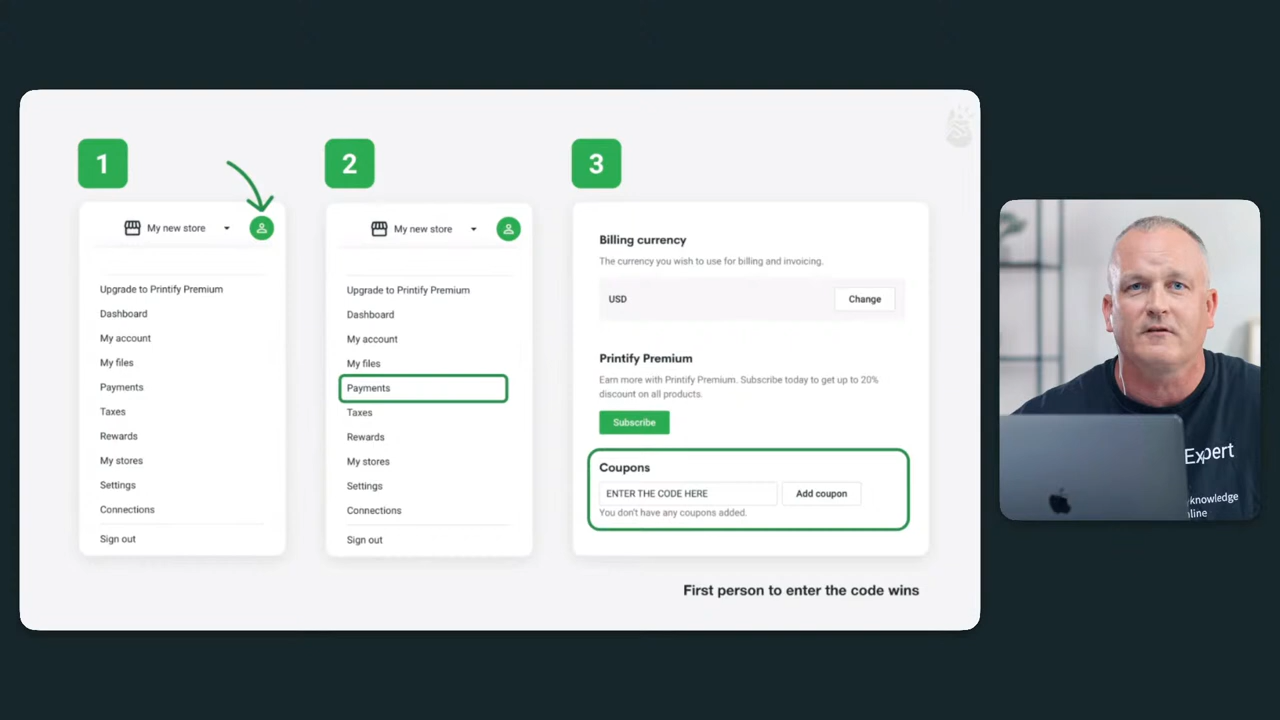 1
My new store
Upgrade to Printify Premium
Dashboard
My account
My files
Payments
Taxes
Rewards
My stores
Settings
Connections
Sign out
2
My new store
Upgrade to Printify Premium
Dashboard
My account
My files
Payments
Taxes
Rewards
My stores
Settings
Connections
Sign out
3
Billing currency
The currency you wish to use for billing and invoicing.
USD
Change
Printify Premium
Earn more with Printify Premium. Subscribe today to get up to 20%
discount on all products.
Subscribe
Coupons
ENTER THE CODE HERE
Add coupon
You don't have any coupons added.
First person to enter the code wins
Expert
knowledge
nline